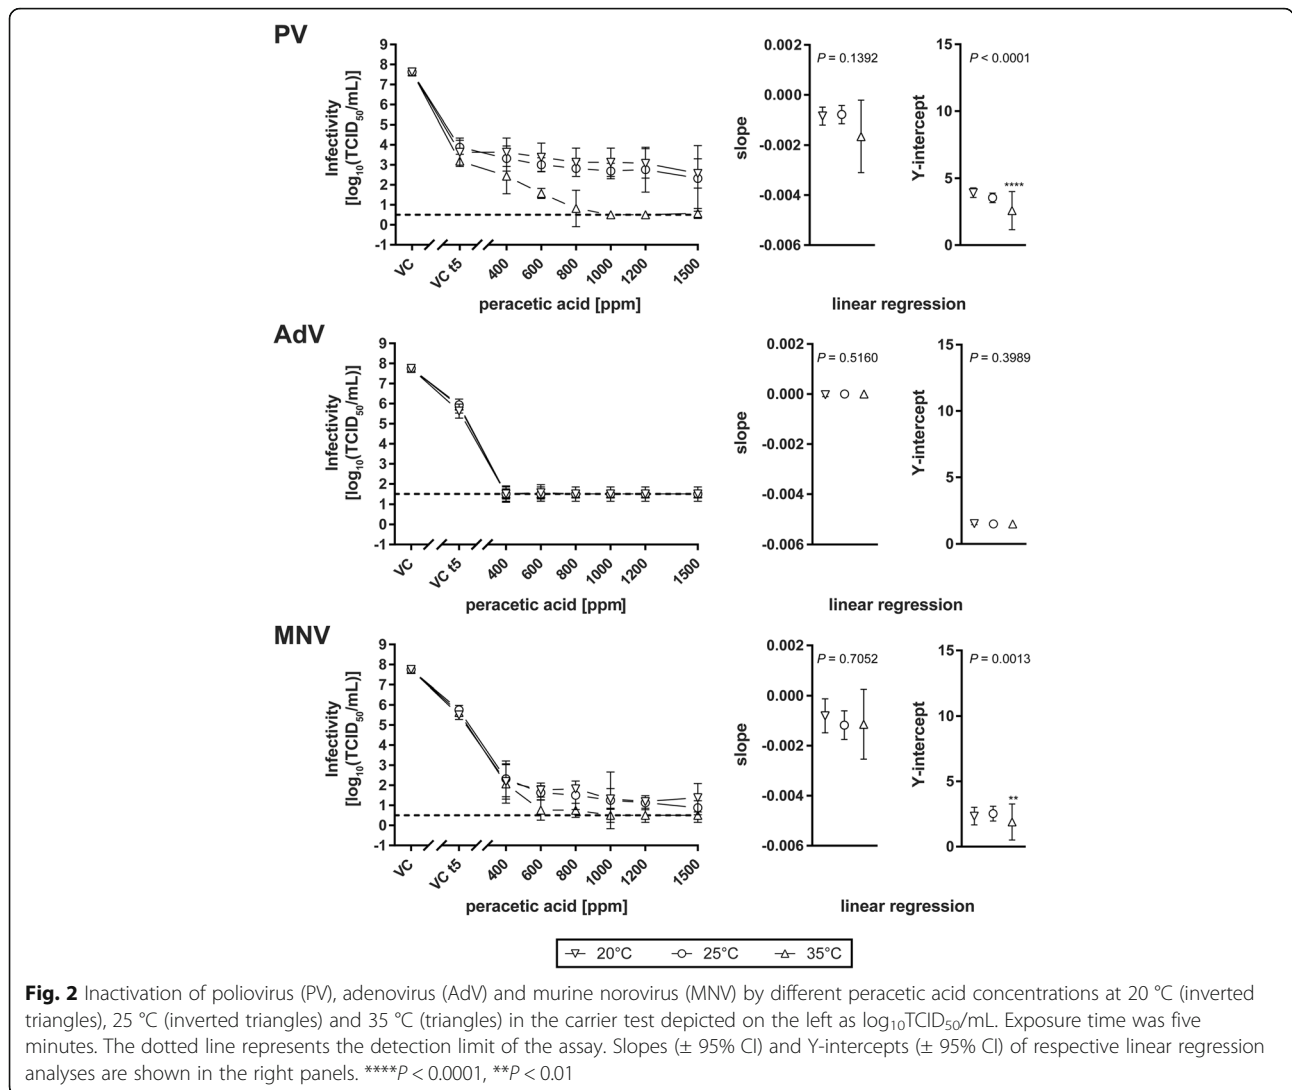 PV
9
8
7
6
5
4
3
2
1
0
-1
Infectivity
[log₁₀(TCID₅₀/mL)]
VC
VC t5
400
600
800
1000
1200
1500
peracetic acid [ppm]
0.002
0.000
-0.002
-0.004
-0.006
slope
P = 0.1392
15
10
5
0
Y-intercept
P < 0.0001
****
linear regression
AdV
9
8
7
6
5
4
3
2
1
0
-1
Infectivity
[log₁₀(TCID₅₀/mL)]
VC
VC t5
400
600
800
1000
1200
1500
peracetic acid [ppm]
0.002
0.000
-0.002
-0.004
-0.006
slope
P = 0.5160
15
10
5
0
Y-intercept
P = 0.3989
linear regression
MNV
9
8
7
6
5
4
3
2
1
0
-1
Infectivity
[log₁₀(TCID₅₀/mL)]
VC
VC t5
400
600
800
1000
1200
1500
peracetic acid [ppm]
0.002
0.000
-0.002
-0.004
-0.006
slope
P = 0.7052
15
10
5
0
Y-intercept
P = 0.0013
**
linear regression
20°C 25°C 35°C
Fig. 2 Inactivation of poliovirus (PV), adenovirus (AdV) and murine norovirus (MNV) by different peracetic acid concentrations at 20 °C (inverted
triangles), 25 °C (inverted triangles) and 35 °C (triangles) in the carrier test depicted on the left as log₁₀TCID₅₀/mL. Exposure time was five
minutes. The dotted line represents the detection limit of the assay. Slopes (± 95% CI) and Y-intercepts (± 95% CI) of respective linear regression
analyses are shown in the right panels. ****P < 0.0001, **P < 0.01